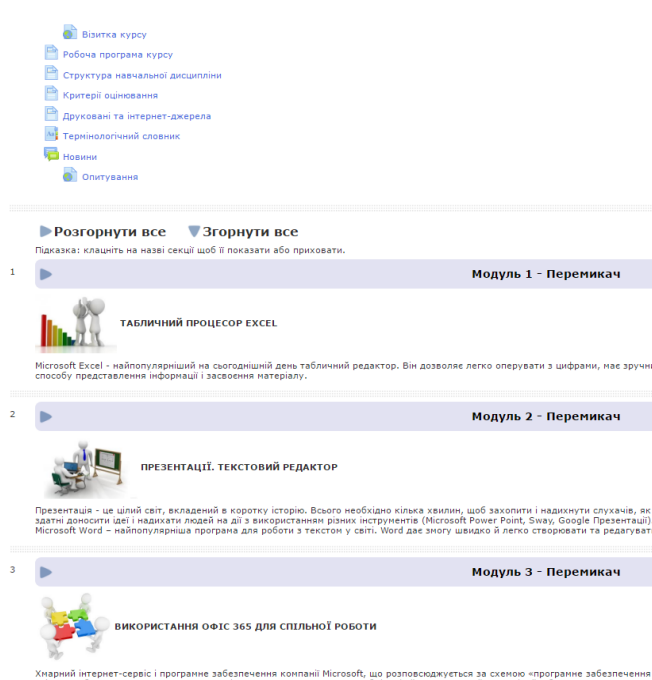 Візитка курсу
Робоча програма курсу
Структура навчальної дисципліни
Критерії оцінювання
Друковані та інтернет-джерела
Термінологічний словник
Новини
Опитування
Розгорнути все Згорнути все
Підказка: клацніть на назві секції щоб її показати або приховати.
1 Модуль 1 - Перемикач
ТАБЛИЧНИЙ ПРОЦЕСОР EXCEL
Microsoft Excel - найпопулярніший на сьогоднішній день табличний редактор. Він дозволяє легко оперувати з цифрами, має
способу представлення інформації і засвоєння матеріалу.
2 Модуль 2 - Перемикач
ПРЕЗЕНТАЦІЇ. ТЕКСТОВИЙ РЕДАКТОР
Презентація - це цілий світ, вкладений в коротку історію. Всього необхідно кілька хвилин, щоб захопити і надихнути слухачів, як
здатні доносити ідеї і надихати людей на дії з використанням різних інструментів (Microsoft Power Point, Sway, Google Презентації)
Microsoft Word – найпопулярніша програма для роботи з текстом у світі. Word дає змогу швидко й легко створювати та
3 Модуль 3 - Перемикач
ВИКОРИСТАННЯ ОФІС 365 ДЛЯ СПІЛЬНОЇ РОБОТИ
Хмарний інтернет-сервіс і програмне забезпечення компанії Microsoft, що розповсюджується за схемою «програмне забезпечення